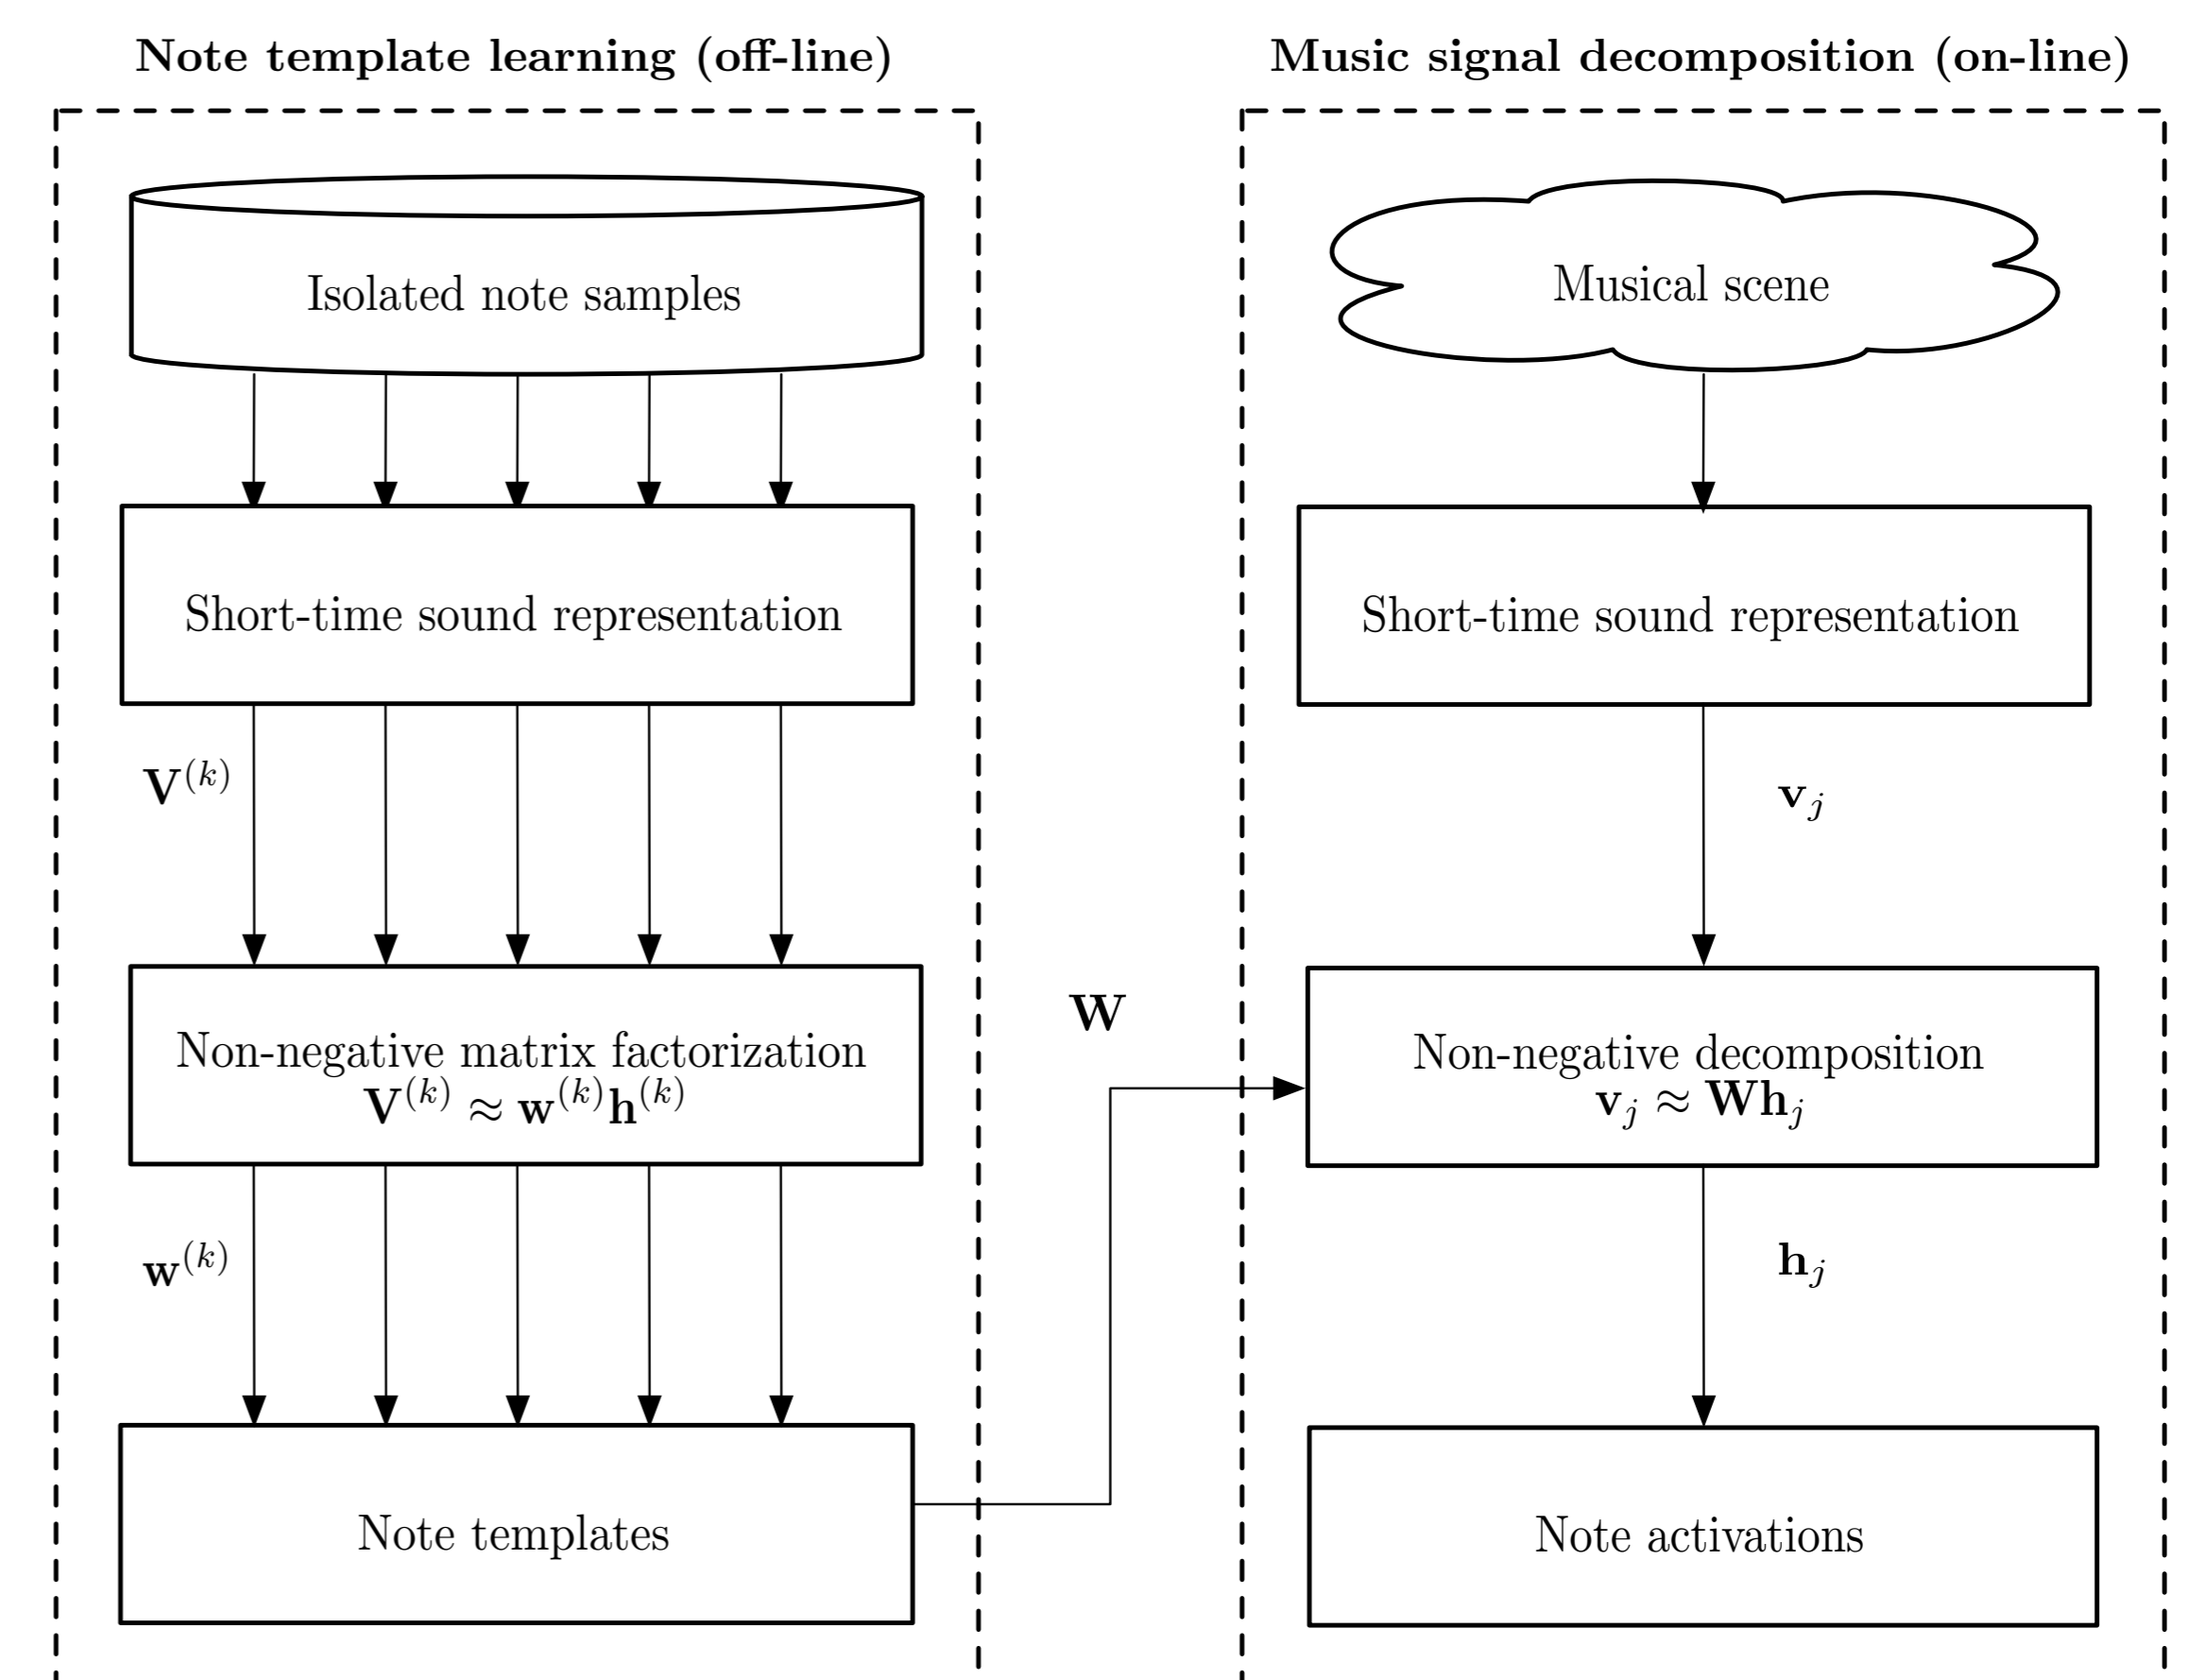 Note template learning (off-line)
Isolated note samples
Short-time sound representation
V^(k)
Non-negative matrix factorization
V^(k) ≈ w^(k)h^(k)
w^(k)
Note templates
W
Music signal decomposition (on-line)
Musical scene
Short-time sound representation
v_j
Non-negative decomposition
v_j ≈ Wh_j
h_j
Note activations